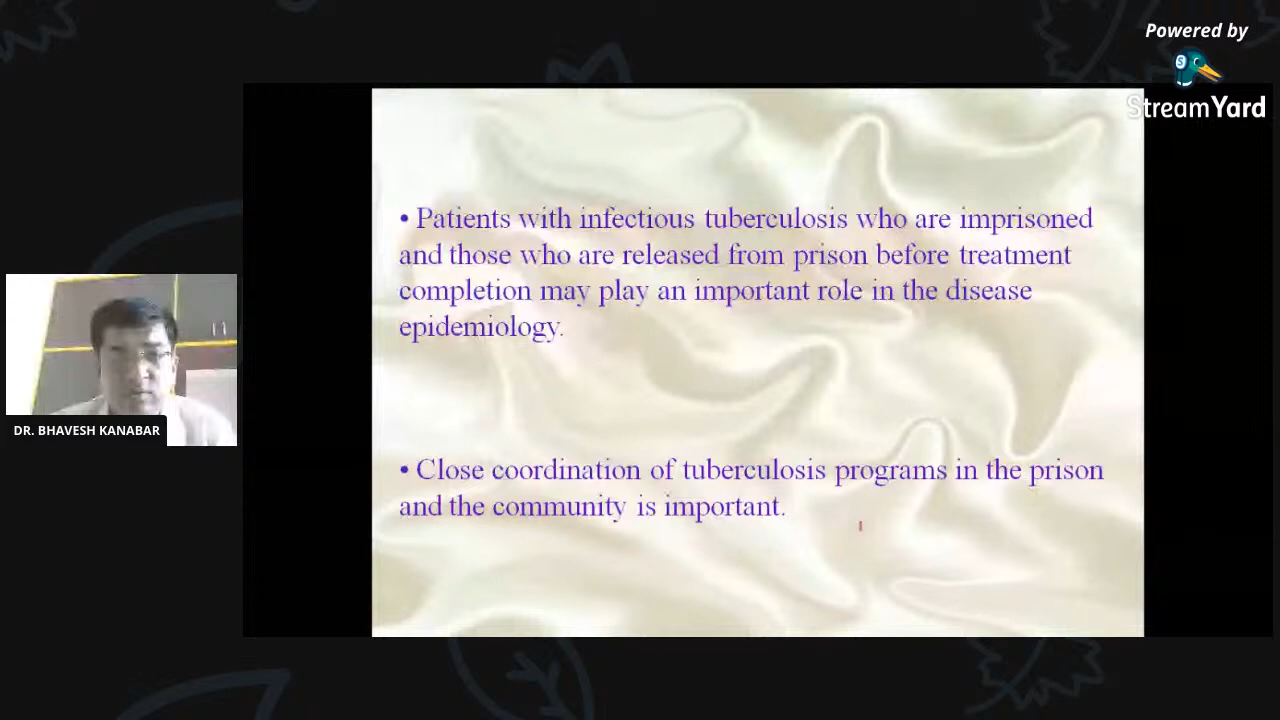 Powered by
StreamYard
• Patients with infectious tuberculosis who are imprisoned
and those who are released from prison before treatment
completion may play an important role in the disease
epidemiology.
DR. BHAVESH KANABAR
• Close coordination of tuberculosis programs in the prison
and the community is important.